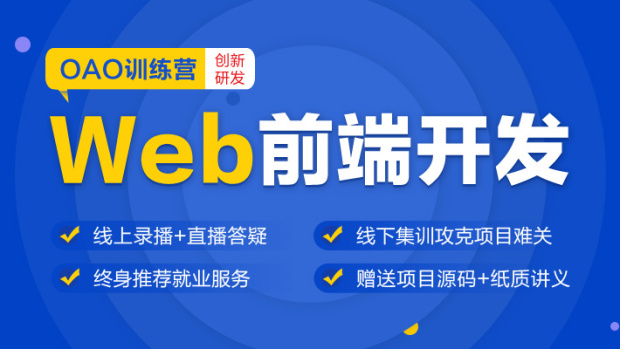 OAO训练营
创新
研发
Web前端开发
线上录播+直播答疑
线下集训攻克项目难关
终身推荐就业服务
赠送项目源码+纸质讲义